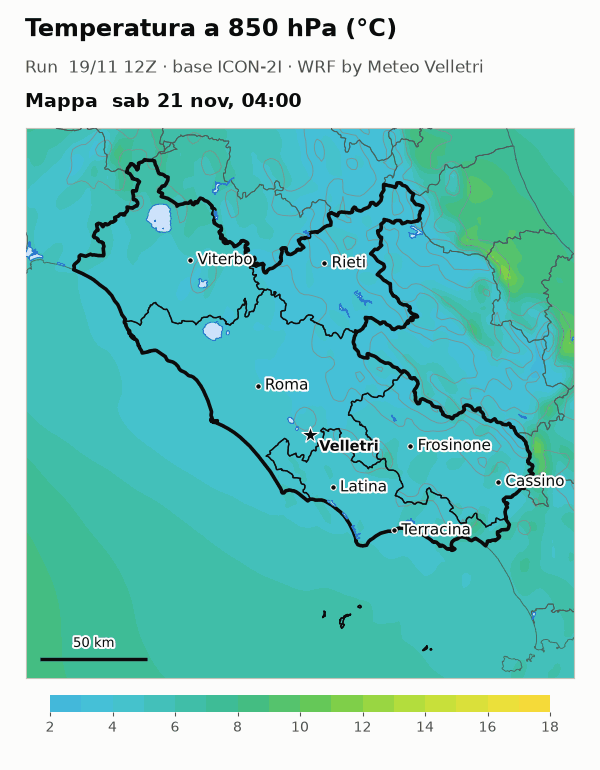 Temperatura a 850 hPa (°C)
Run  19/11 12Z · base ICON-2I · WRF by Meteo Velletri
Mappa  sab 21 nov, 04:00
Viterbo
Rieti
Roma
Velletri
Frosinone
Cassino
Latina
Terracina
50 km
2 4 6 8 10 12 14 16 18